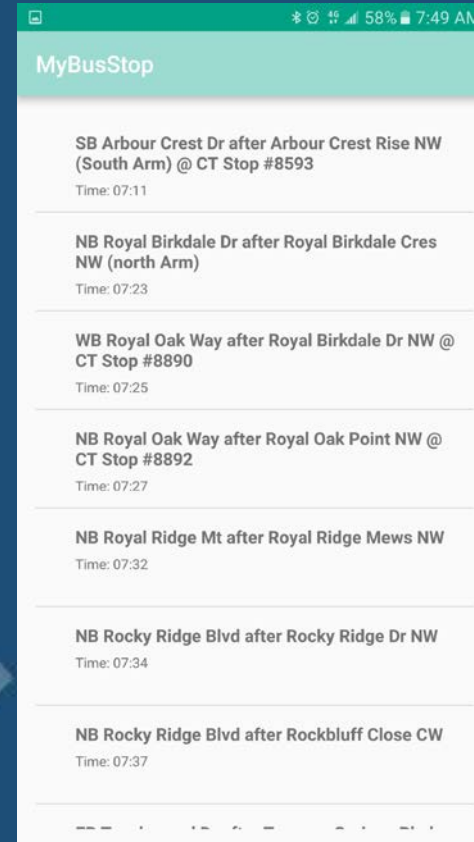 58% 7:49 AM
MyBusStop
SB Arbour Crest Dr after Arbour Crest Rise NW
(South Arm) @ CT Stop #8593
Time: 07:11
NB Royal Birkdale Dr after Royal Birkdale Cres
NW (north Arm)
Time: 07:23
WB Royal Oak Way after Royal Birkdale Dr NW @
CT Stop #8890
Time: 07:25
NB Royal Oak Way after Royal Oak Point NW @
CT Stop #8892
Time: 07:27
NB Royal Ridge Mt after Royal Ridge Mews NW
Time: 07:32
NB Rocky Ridge Blvd after Rocky Ridge Dr NW
Time: 07:34
NB Rocky Ridge Blvd after Rockbluff Close CW
Time: 07:37